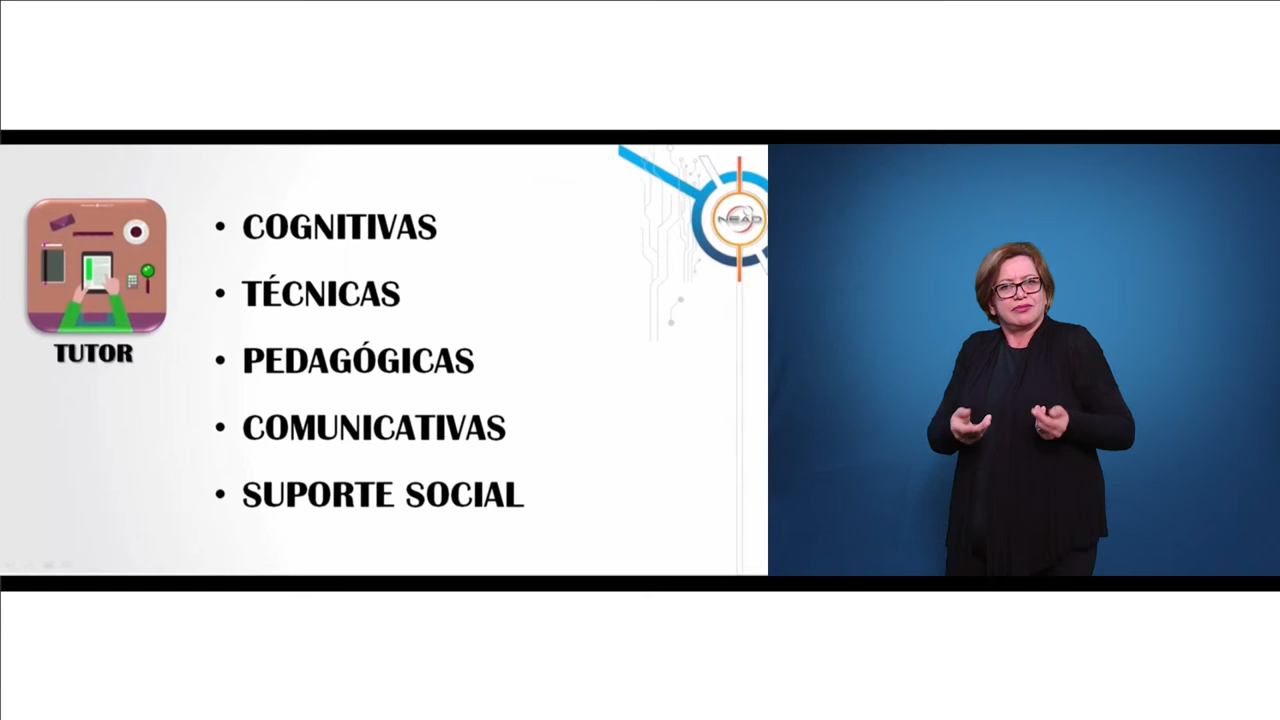 NEAD
COGNITIVAS
TÉCNICAS
PEDAGÓGICAS
COMUNICATIVAS
SUPORTE SOCIAL
TUTOR